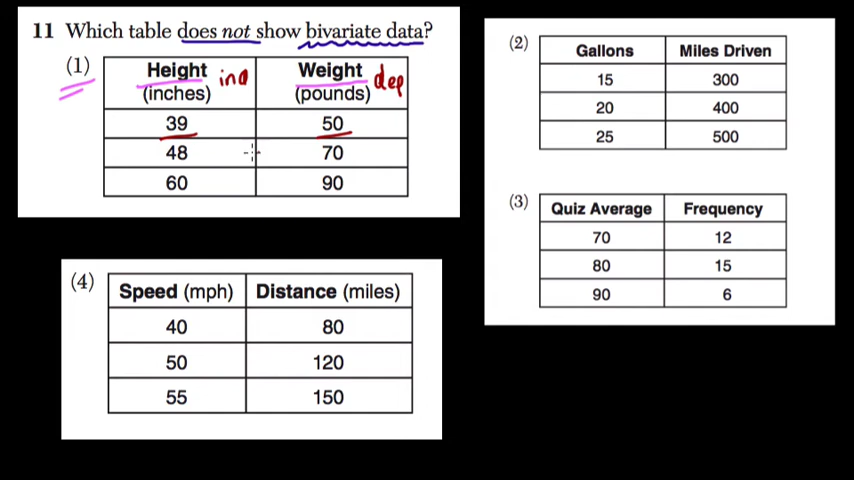 11 Which table does not show bivariate data?
(1)
Height Weight
ind dep
(inches) (pounds)
39 50
48 70
60 90
(2)
Gallons Miles Driven
15 300
20 400
25 500
(3)
Quiz Average Frequency
70 12
80 15
90 6
(4)
Speed (mph) Distance (miles)
40 80
50 120
55 150